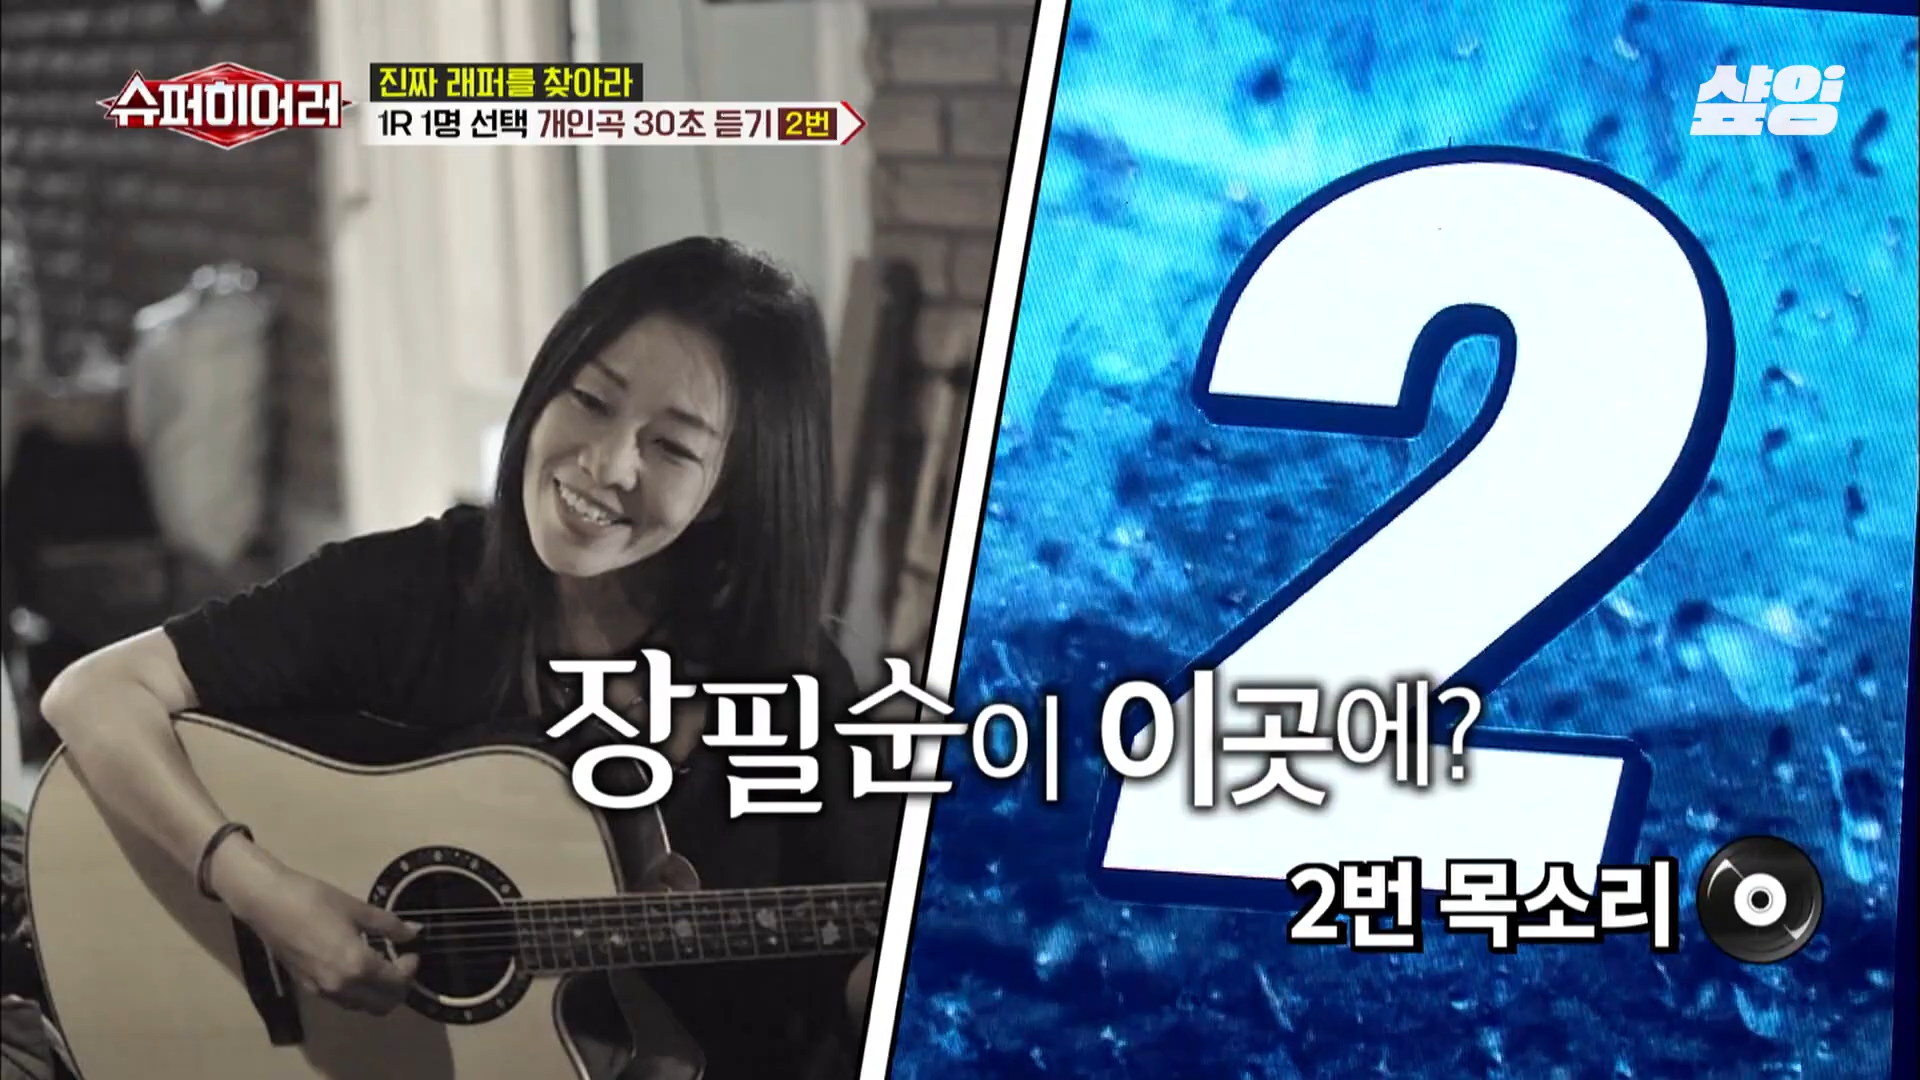 슈퍼히어러
진짜 래퍼를 찾아라
1R 1명 선택 개인곡 30초 듣기 2번
샾잉
2
장필순이 이곳에?
2번 목소리